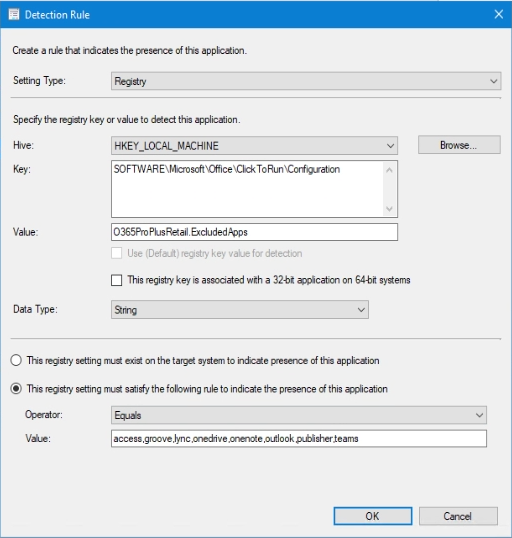 Detection Rule
Create a rule that indicates the presence of this application.
Setting Type: Registry
Specify the registry key or value to detect this application.
Hive: HKEY_LOCAL_MACHINE Browse...
Key: SOFTWARE\Microsoft\Office\ClickToRun\Configuration
Value: O365ProPlusRetail.ExcludedApps
Use (Default) registry key value for detection
This registry key is associated with a 32-bit application on 64-bit systems
Data Type: String
This registry setting must exist on the target system to indicate presence of this application
This registry setting must satisfy the following rule to indicate the presence of this application
Operator: Equals
Value: access,groove,lync,onedrive,onenote,outlook,publisher,teams
OK Cancel